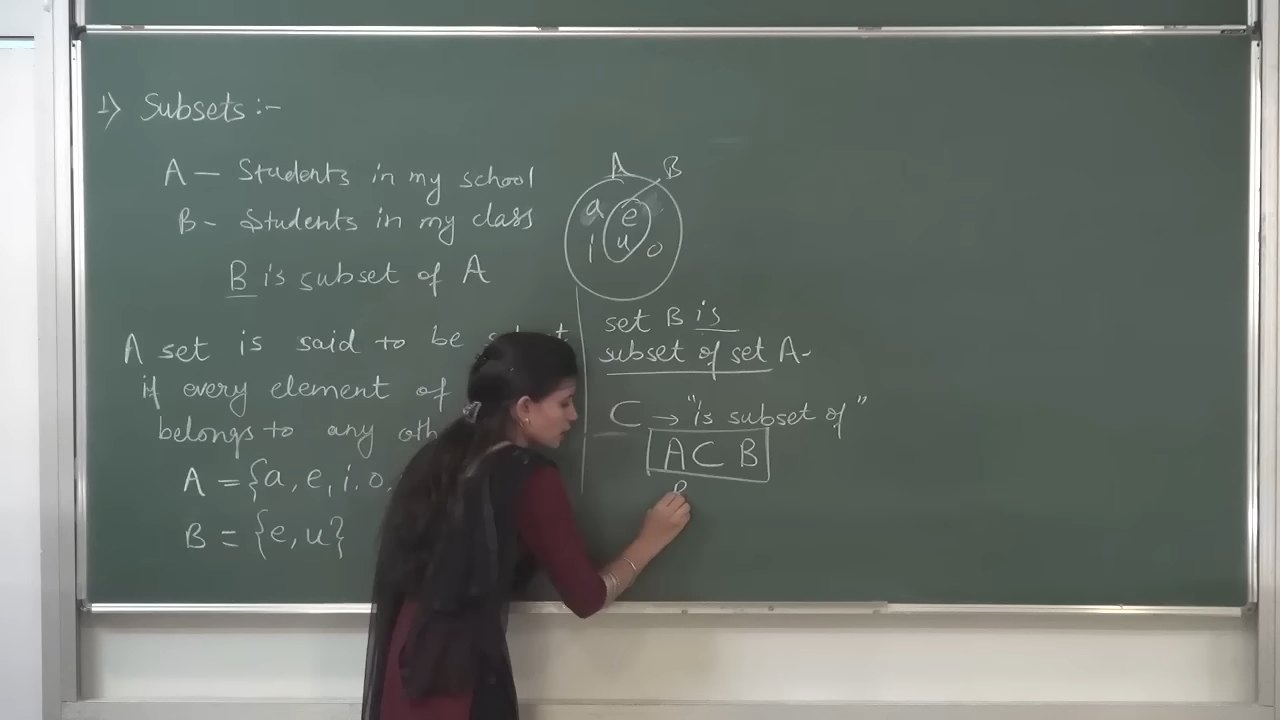 1) Subsets :-
A — Students in my school
B - Students in my class
B is subset of A
A set is said to be
if every element of
belongs to any
A = {a, e, i, o,
B = {e, u}
A B
a e
i u o
set B is
subset of set A.
⊂ → "is subset of"
A ⊂ B